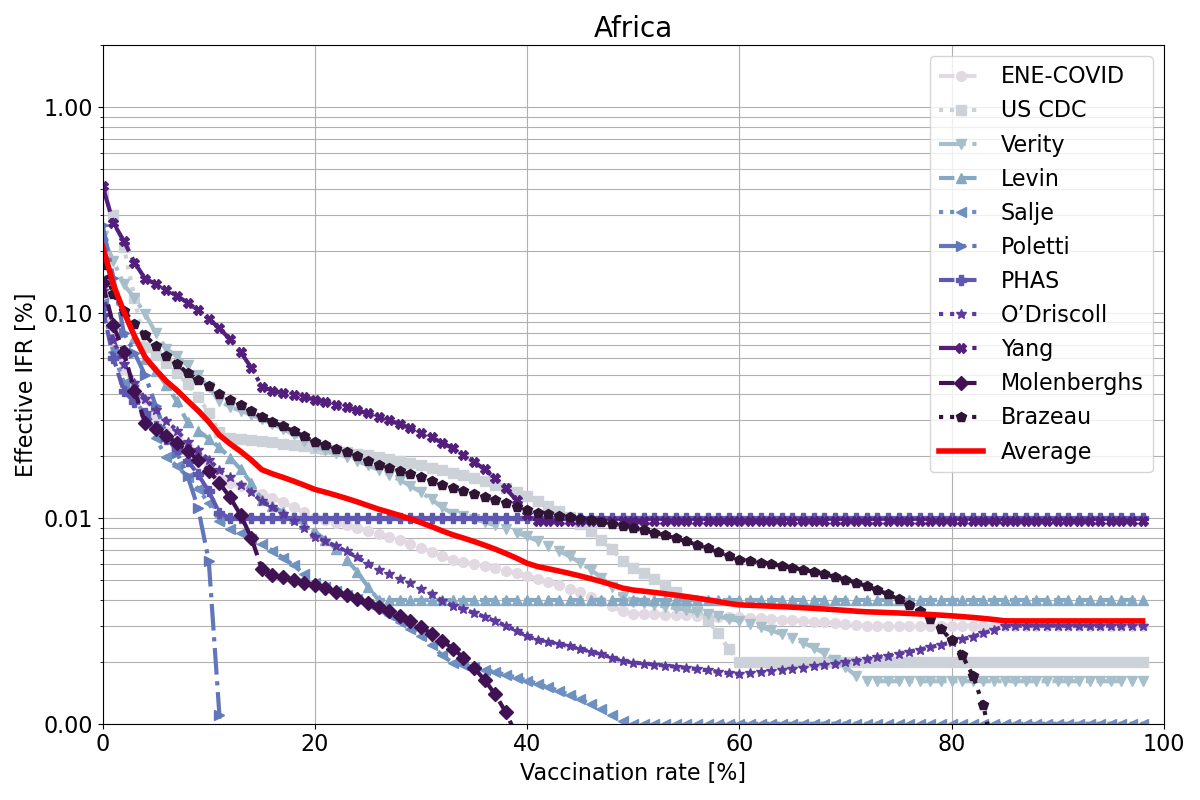 Africa
Effective IFR [%]
1.00
0.10
0.01
0.00
0
20
40
60
80
100
Vaccination rate [%]
ENE-COVID
US CDC
Verity
Levin
Salje
Poletti
PHAS
O’Driscoll
Yang
Molenberghs
Brazeau
Average